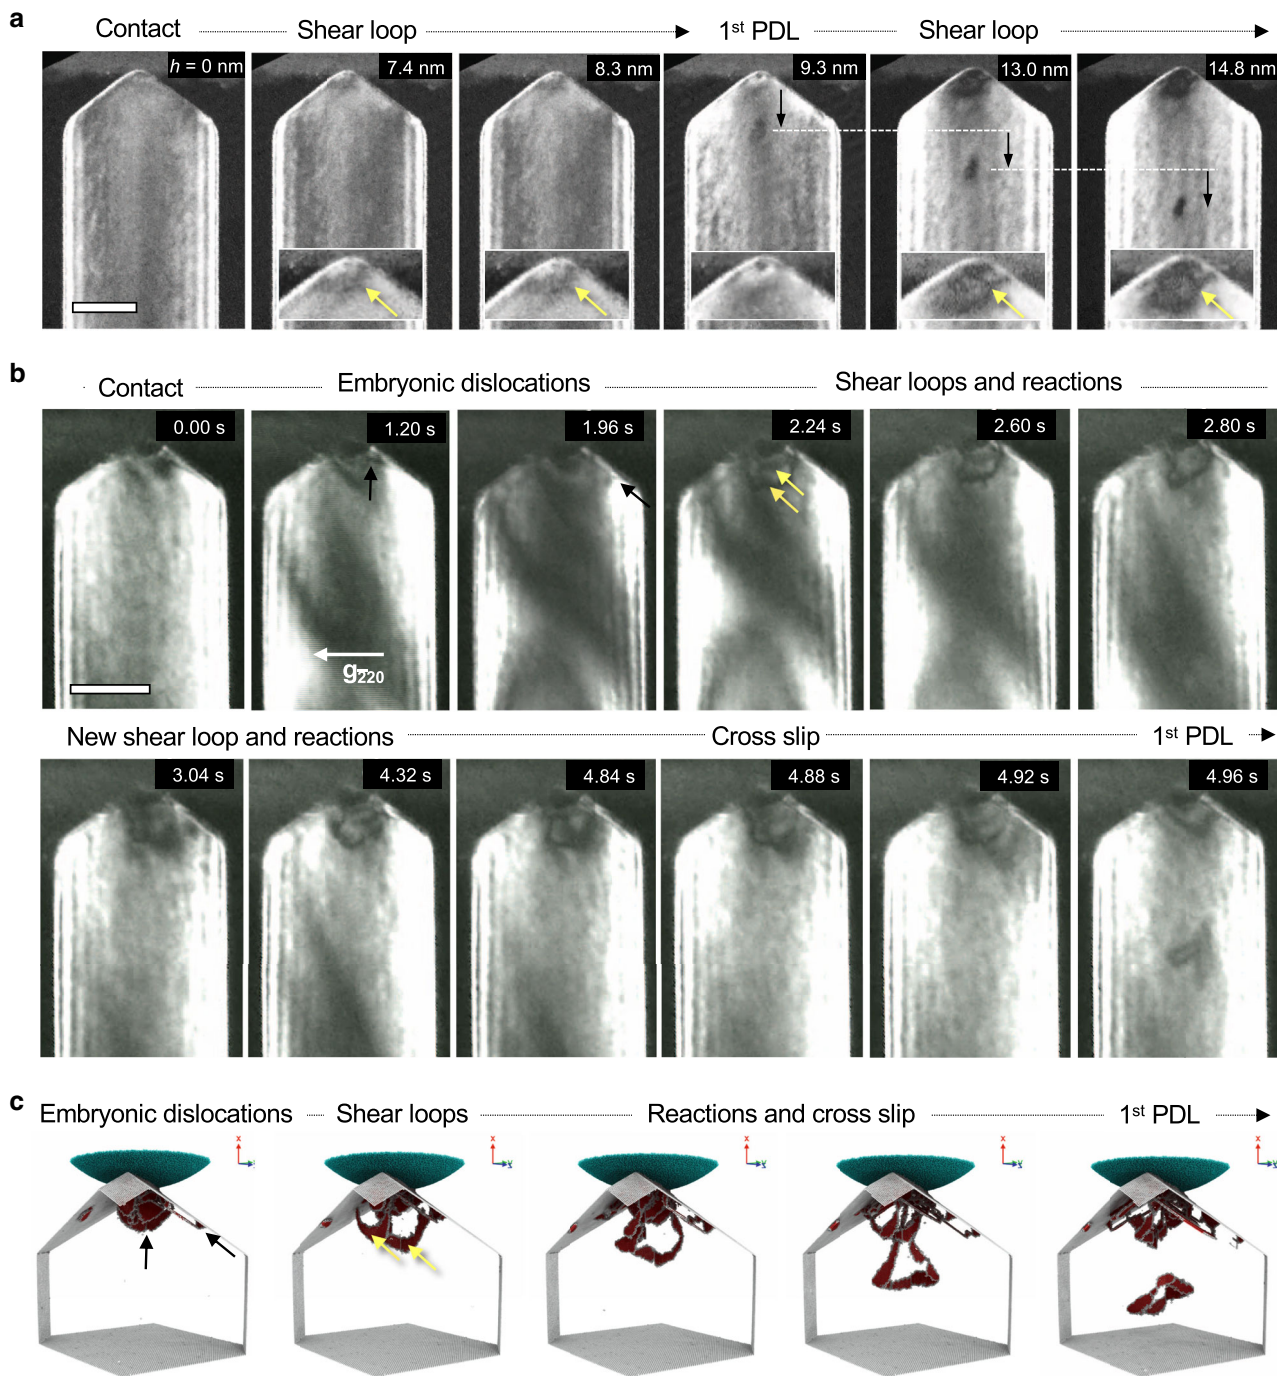 a
Contact Shear loop 1st PDL Shear loop
h = 0 nm 7.4 nm 8.3 nm 9.3 nm 13.0 nm 14.8 nm
b
Contact Embryonic dislocations Shear loops and reactions
0.00 s 1.20 s 1.96 s 2.24 s 2.60 s 2.80 s
g2̅20
New shear loop and reactions Cross slip 1st PDL
3.04 s 4.32 s 4.84 s 4.88 s 4.92 s 4.96 s
c
Embryonic dislocations Shear loops Reactions and cross slip 1st PDL
x x x x x